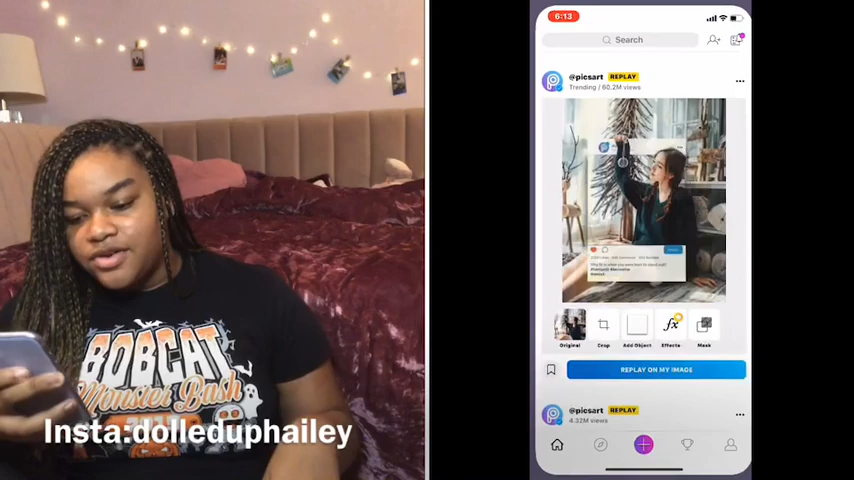 BOBCAT
Monster Bash
Insta:dolleduphailey
6:13
Search
@picsart REPLAY
Trending / 60.2M views
Original
Crop
Add Object
fx
Effects
Mask
REPLAY ON MY IMAGE
@picsart REPLAY
4.32M views